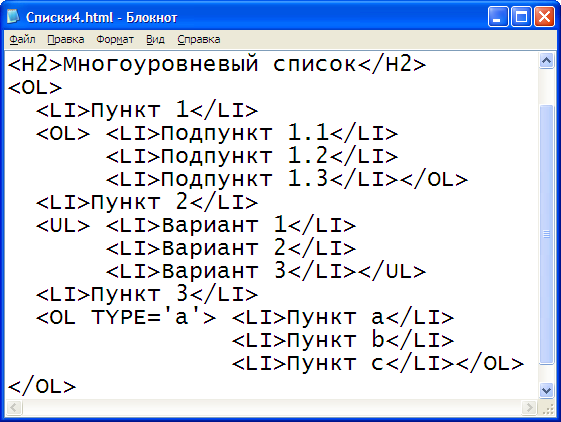 Списки4.html - Блокнот
Файл Правка Формат Вид Справка
<H2>Многоуровневый список</H2>
<OL>
  <LI>Пункт 1</LI>
  <OL> <LI>Подпункт 1.1</LI>
       <LI>Подпункт 1.2</LI>
       <LI>Подпункт 1.3</LI></OL>
  <LI>Пункт 2</LI>
  <UL> <LI>Вариант 1</LI>
       <LI>Вариант 2</LI>
       <LI>Вариант 3</LI></UL>
  <LI>Пункт 3</LI>
  <OL TYPE='a'> <LI>Пункт a</LI>
                <LI>Пункт b</LI>
                <LI>Пункт c</LI></OL>
</OL>